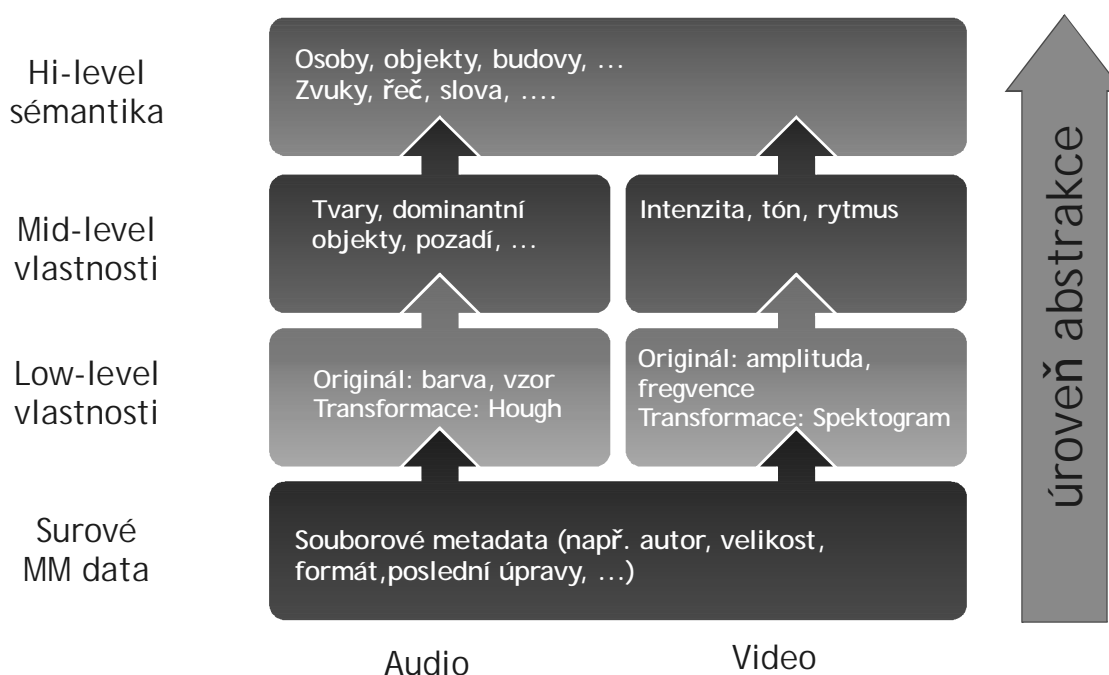 Hi-level
sémantika
Osoby, objekty, budovy, ...
Zvuky, řeč, slova, ....
Mid-level
vlastnosti
Tvary, dominantní
objekty, pozadí, ...
Intenzita, tón, rytmus
Low-level
vlastnosti
Originál: barva, vzor
Transformace: Hough
Originál: amplituda,
fregvence
Transformace: Spektogram
Surové
MM data
Souborové metadata (např. autor, velikost,
formát,poslední úpravy, ...)
Audio
Video
úroveň abstrakce